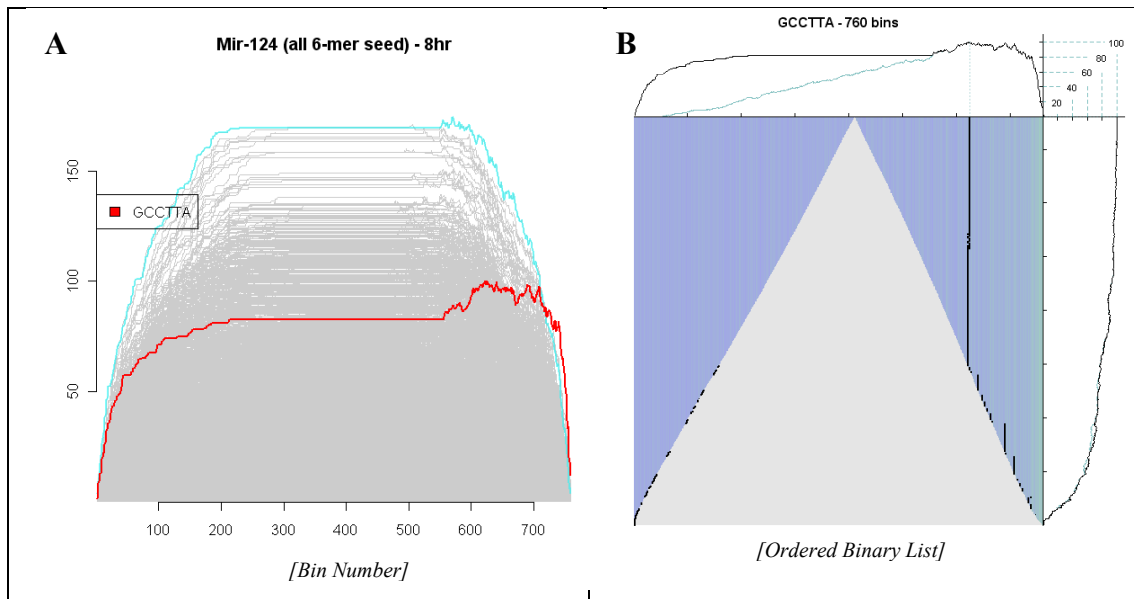 A
Mir-124 (all 6-mer seed) - 8hr
150
100
50
GCCTTA
100 200 300 400 500 600 700
[Bin Number]
B
GCCTTA - 760 bins
100
80
60
40
20
[Ordered Binary List]